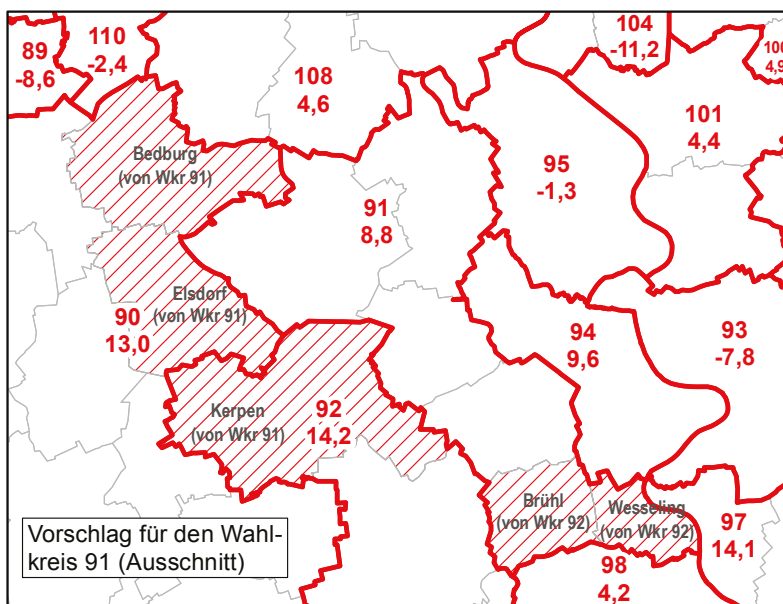 89
-8,6
110
-2,4
108
4,6
104
-11,2
101
4,4
4,9
95
-1,3
Bedburg
(von Wkr 91)
91
8,8
Elsdorf
(von Wkr 91)
90
13,0
94
9,6
93
-7,8
Kerpen
(von Wkr 91)
92
14,2
Brühl
(von Wkr 92)
Wesseling
(von Wkr 92)
97
14,1
98
4,2
Vorschlag für den Wahl-
kreis 91 (Ausschnitt)